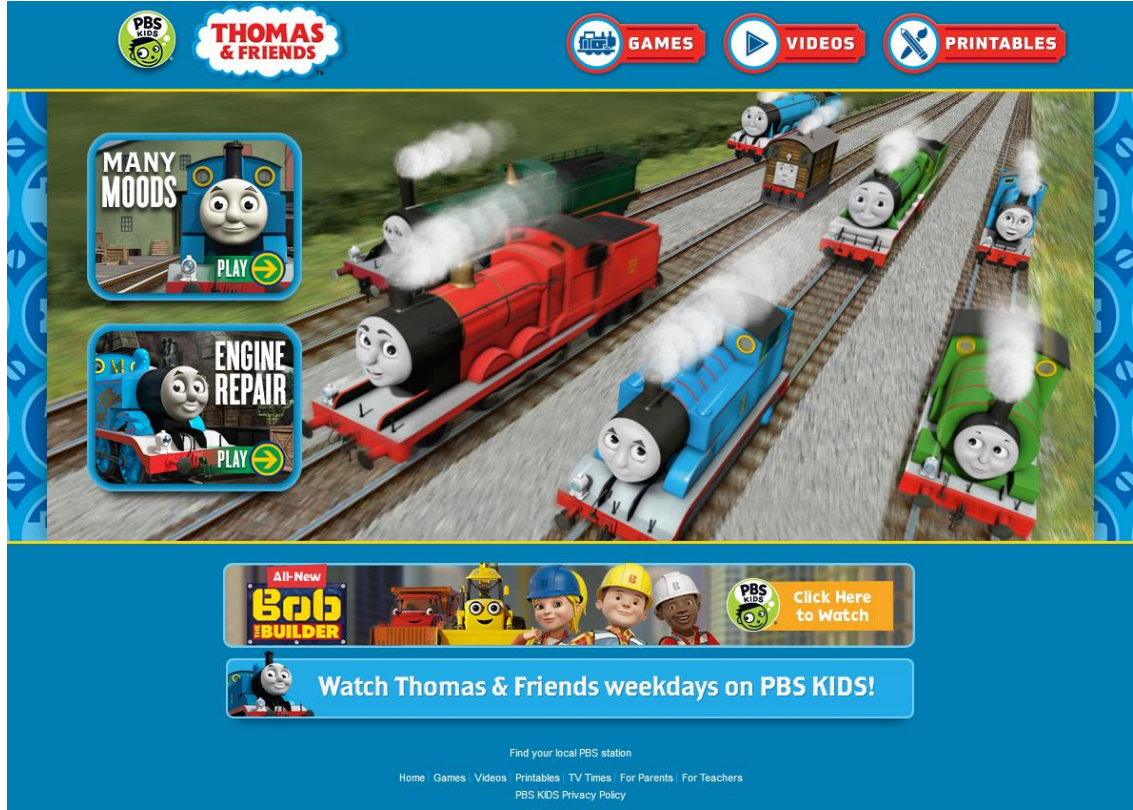 PBS
KIDS
THOMAS
& FRIENDS
™
GAMES
VIDEOS
PRINTABLES
MANY
MOODS
PLAY
ENGINE
REPAIR
PLAY
All-New
Bob
THE BUILDER
PBS
KIDS
Click Here
to Watch
Watch Thomas & Friends weekdays on PBS KIDS!
Find your local PBS station
Home | Games | Videos | Printables | TV Times | For Parents | For Teachers
PBS KIDS Privacy Policy